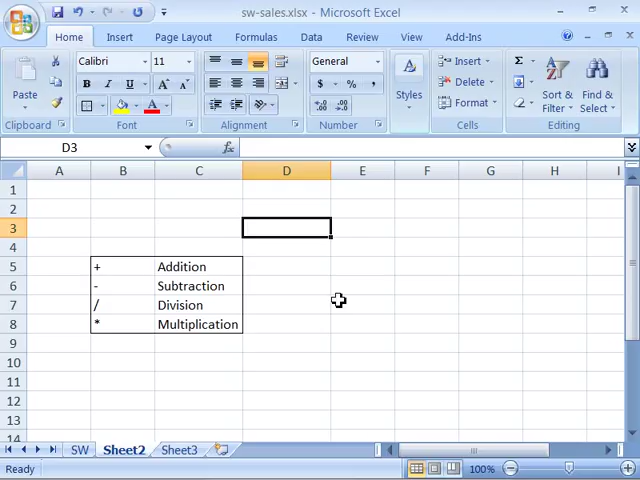 sw-sales.xlsx - Microsoft Excel
Home Insert Page Layout Formulas Data Review View Add-Ins
Calibri 11 General Insert Σ
Paste B I U A A $ % , Styles Delete Sort & Filter Find & Select
A Format
Clipboard Font Alignment Number Cells Editing
D3 fx
A B C D E F G H I
1
2
3
4
5 + Addition
6 - Subtraction
7 / Division
8 * Multiplication
9
10
11
12
13
14
SW Sheet2 Sheet3
Ready 100%